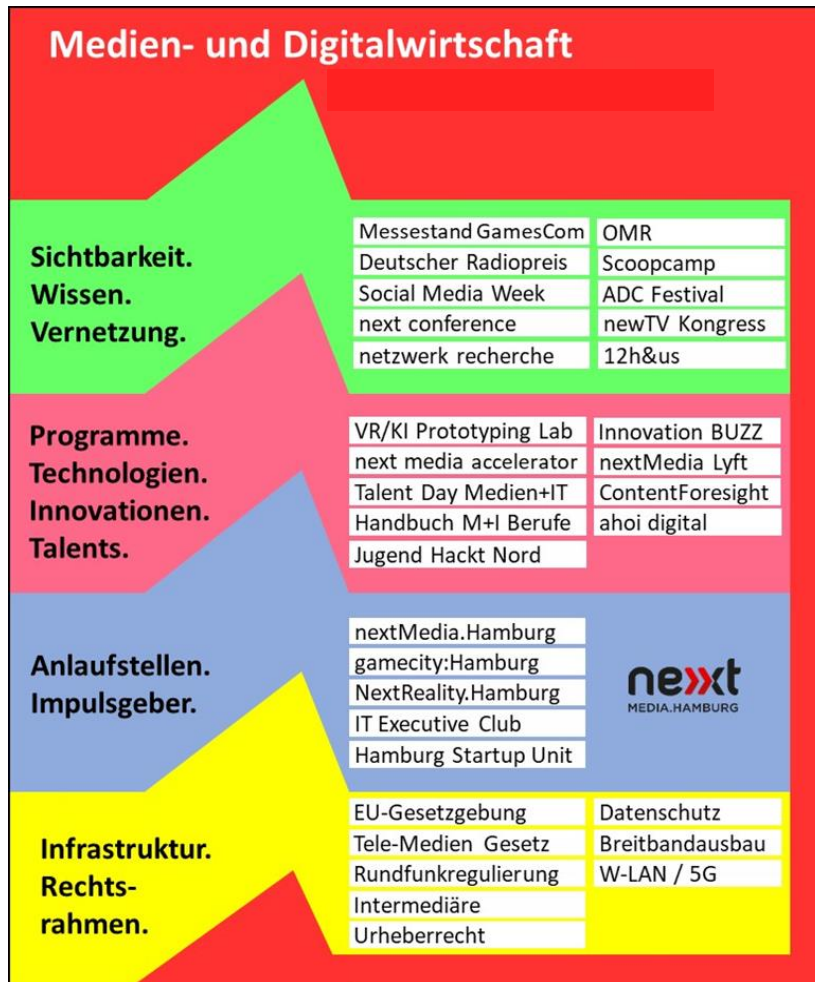 Medien- und Digitalwirtschaft
Sichtbarkeit.
Wissen.
Vernetzung.
Messestand GamesCom
Deutscher Radiopreis
Social Media Week
next conference
netzwerk recherche
OMR
Scoopcamp
ADC Festival
newTV Kongress
12h&us
Programme.
Technologien.
Innovationen.
Talents.
VR/KI Prototyping Lab
next media accelerator
Talent Day Medien+IT
Handbuch M+I Berufe
Jugend Hackt Nord
Innovation BUZZ
nextMedia Lyft
ContentForesight
ahoi digital
Anlaufstellen.
Impulsgeber.
nextMedia.Hamburg
gamecity:Hamburg
NextReality.Hamburg
IT Executive Club
Hamburg Startup Unit
nexxt
MEDIA.HAMBURG
Infrastruktur.
Rechts-
rahmen.
EU-Gesetzgebung
Tele-Medien Gesetz
Rundfunkregulierung
Intermediäre
Urheberrecht
Datenschutz
Breitbandausbau
W-LAN / 5G